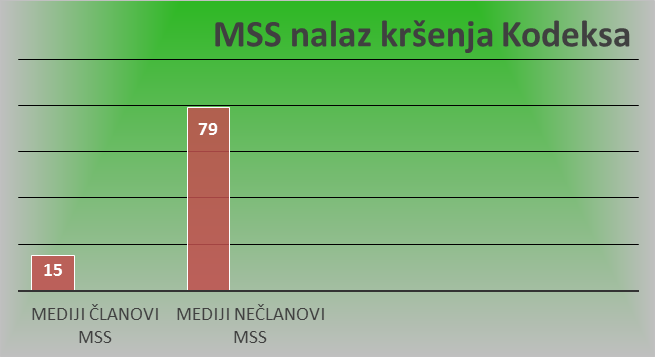 MSS nalaz kršenja Kodeksa
79
15
MEDIJI ČLANOVI
MSS
MEDIJI NEČLANOVI
MSS